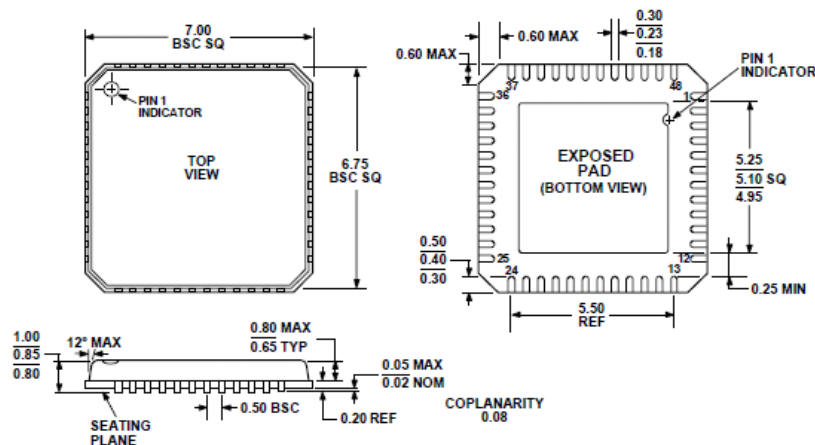 7.00
BSC SQ
PIN 1
INDICATOR
TOP
VIEW
6.75
BSC SQ
0.60 MAX
0.60 MAX
0.30
0.23
0.18
PIN 1
INDICATOR
37
48
36
1
EXPOSED
PAD
(BOTTOM VIEW)
5.25
5.10 SQ
4.95
25
24
12
13
0.50
0.40
0.30
5.50
REF
0.25 MIN
1.00
0.85
0.80
12° MAX
0.80 MAX
0.65 TYP
0.05 MAX
0.02 NOM
0.50 BSC
0.20 REF
SEATING
PLANE
COPLANARITY
0.08